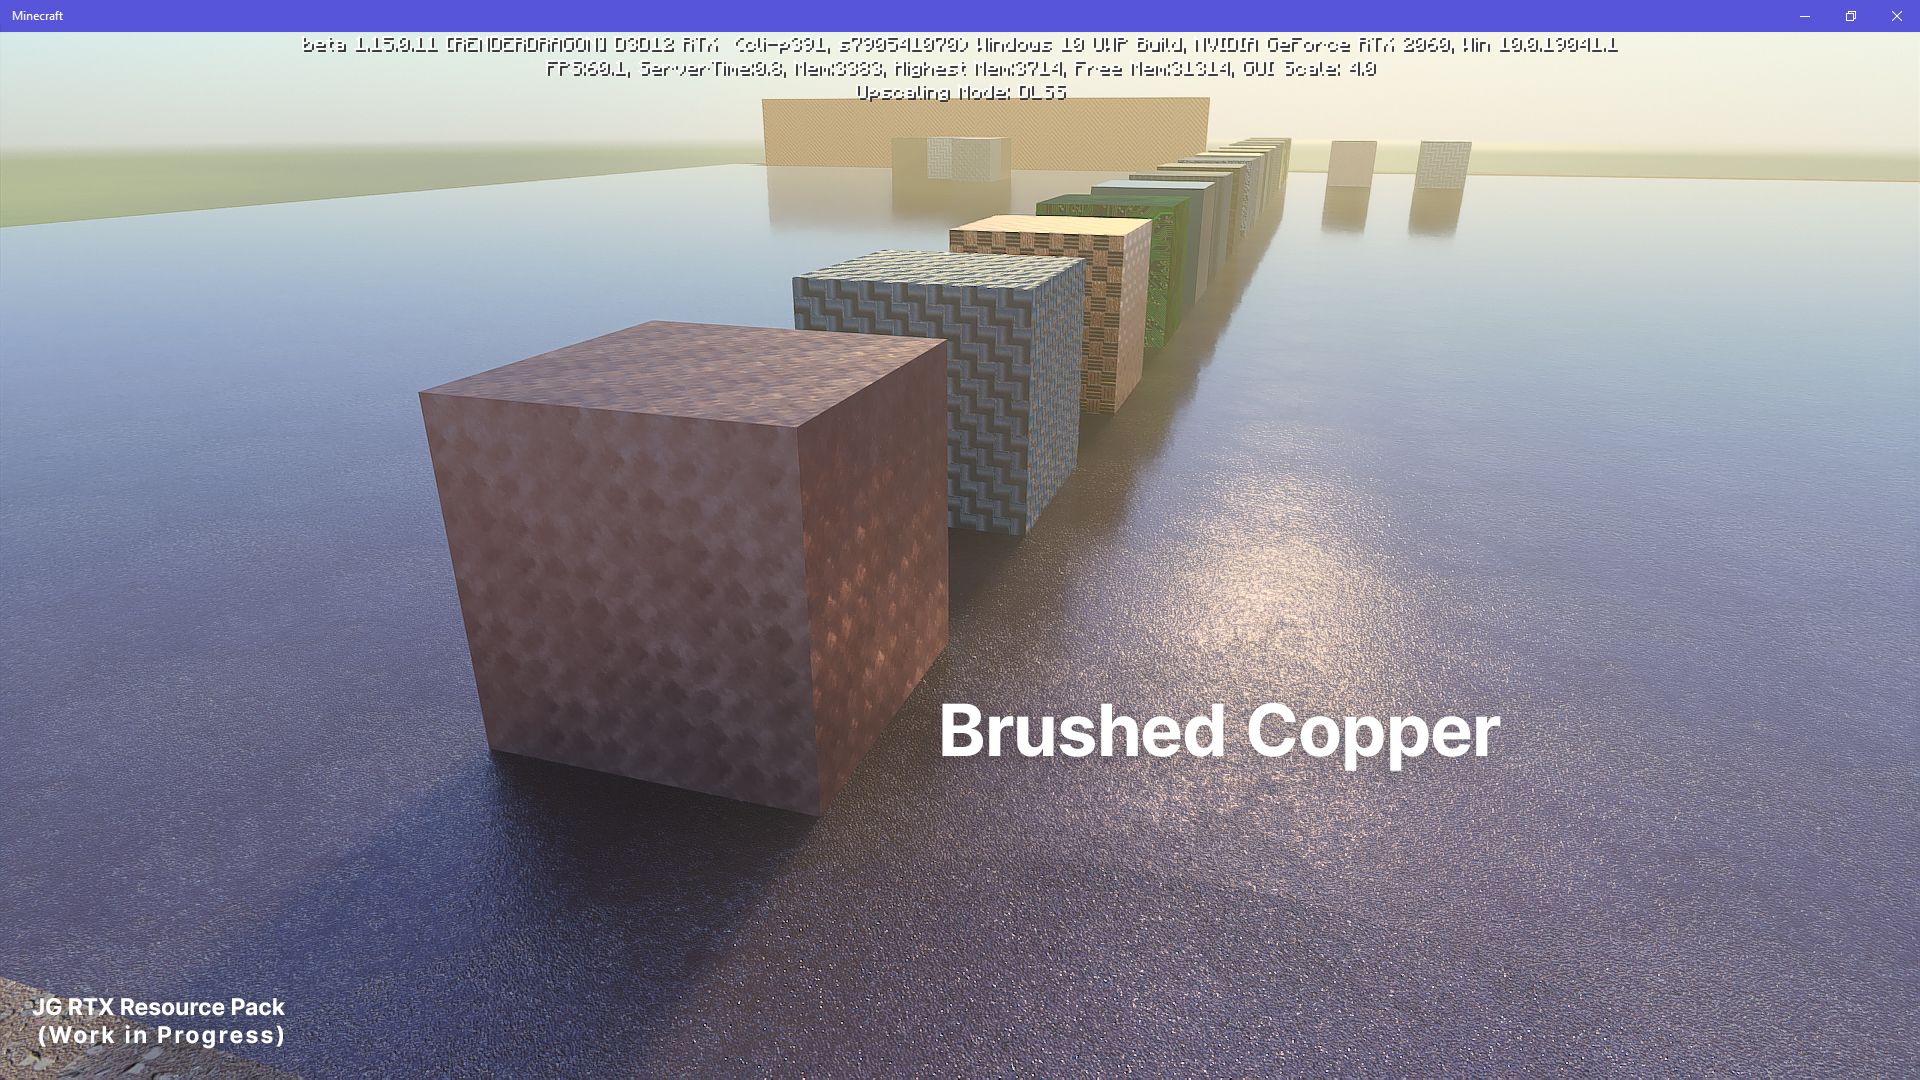 Minecraft
beta 1.15.0.11 [RENDERDRAGON] D3D12 RTX (Coli-p391, s790541070) Windows 10 UWP Build, NVIDIA GeForce RTX 2060, Win 10.0.19041.1
FPS:60.1, ServerTime:0.8, Mem:3383, Highest Mem:3714, Free Mem:31314, GUI Scale: 4.0
Upscaling Mode: DLSS
Brushed Copper
JG RTX Resource Pack
(Work in Progress)